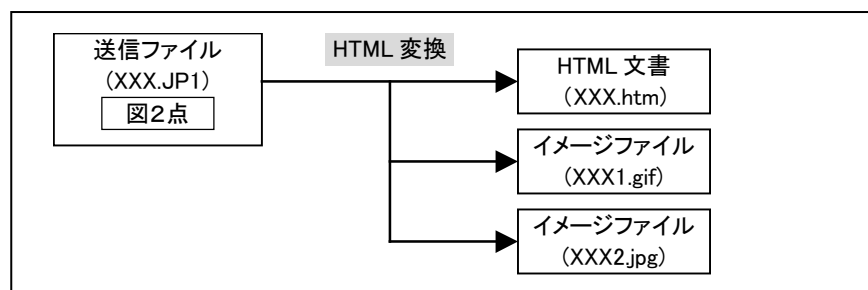 送信ファイル
(XXX.JP1)
図2点
HTML 変換
HTML 文書
(XXX.htm)
イメージファイル
(XXX1.gif)
イメージファイル
(XXX2.jpg)